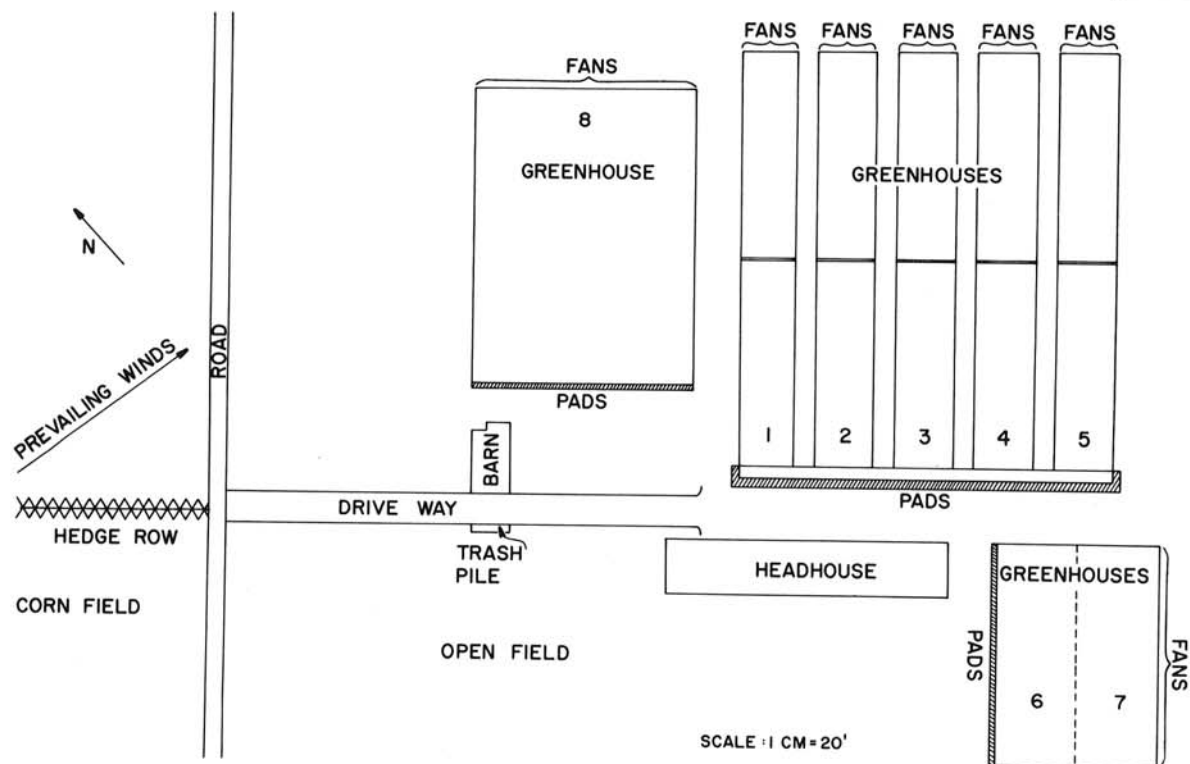 FANS FANS FANS FANS FANS
FANS
8
GREENHOUSE
GREENHOUSES
N
ROAD
PREVAILING WINDS
PADS
1 2 3 4 5
BARN
PADS
DRIVE WAY
HEDGE ROW
TRASH
PILE
HEADHOUSE
GREENHOUSES
CORN FIELD
OPEN FIELD
PADS
FANS
6 7
SCALE : 1 CM = 20'